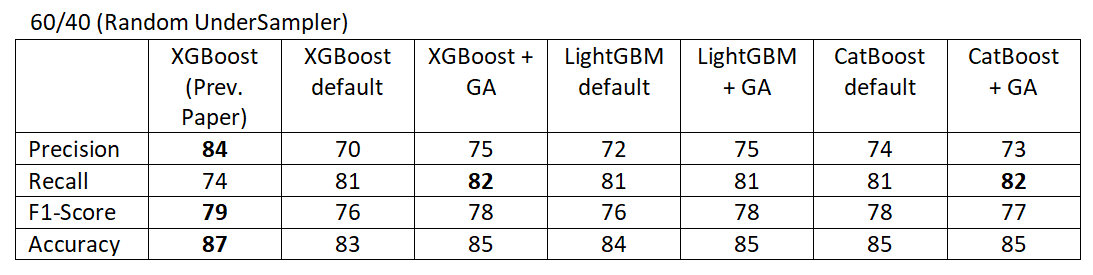 60/40 (Random UnderSampler)
XGBoost (Prev. Paper) XGBoost default XGBoost + GA LightGBM default LightGBM + GA CatBoost default CatBoost + GA
Precision 84 70 75 72 75 74 73
Recall 74 81 82 81 81 81 82
F1-Score 79 76 78 76 78 78 77
Accuracy 87 83 85 84 85 85 85